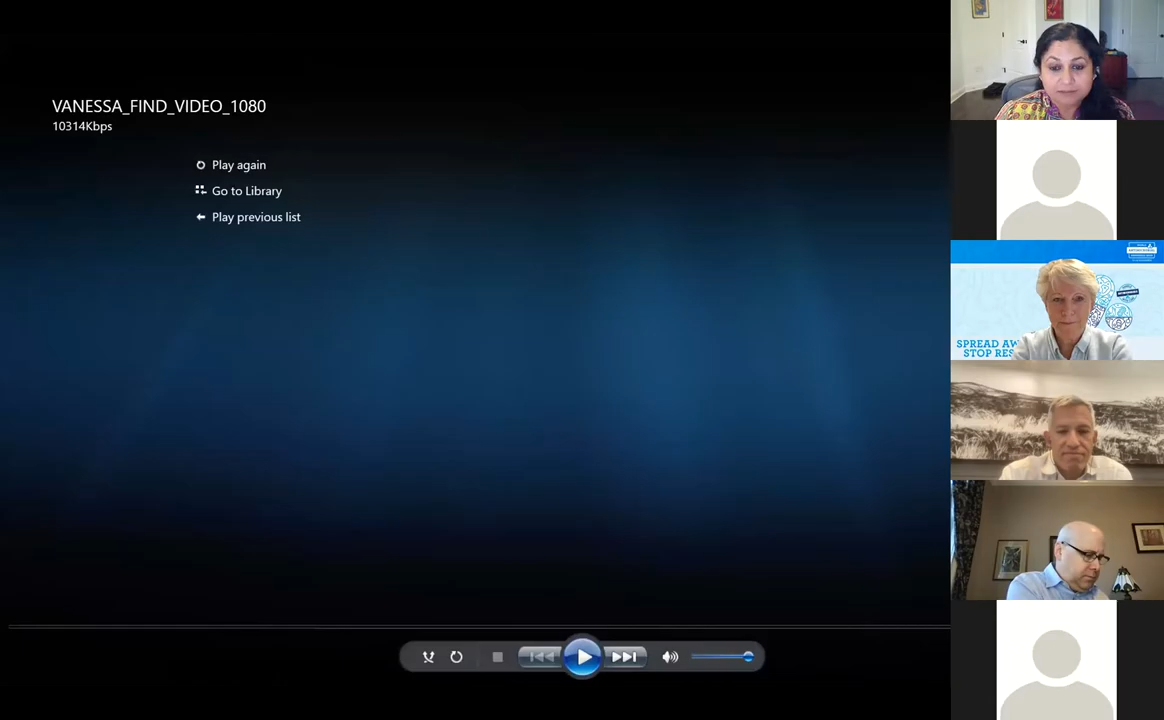 VANESSA_FIND_VIDEO_1080
10314Kbps
Play again
Go to Library
Play previous list
SPREAD AW
STOP RES